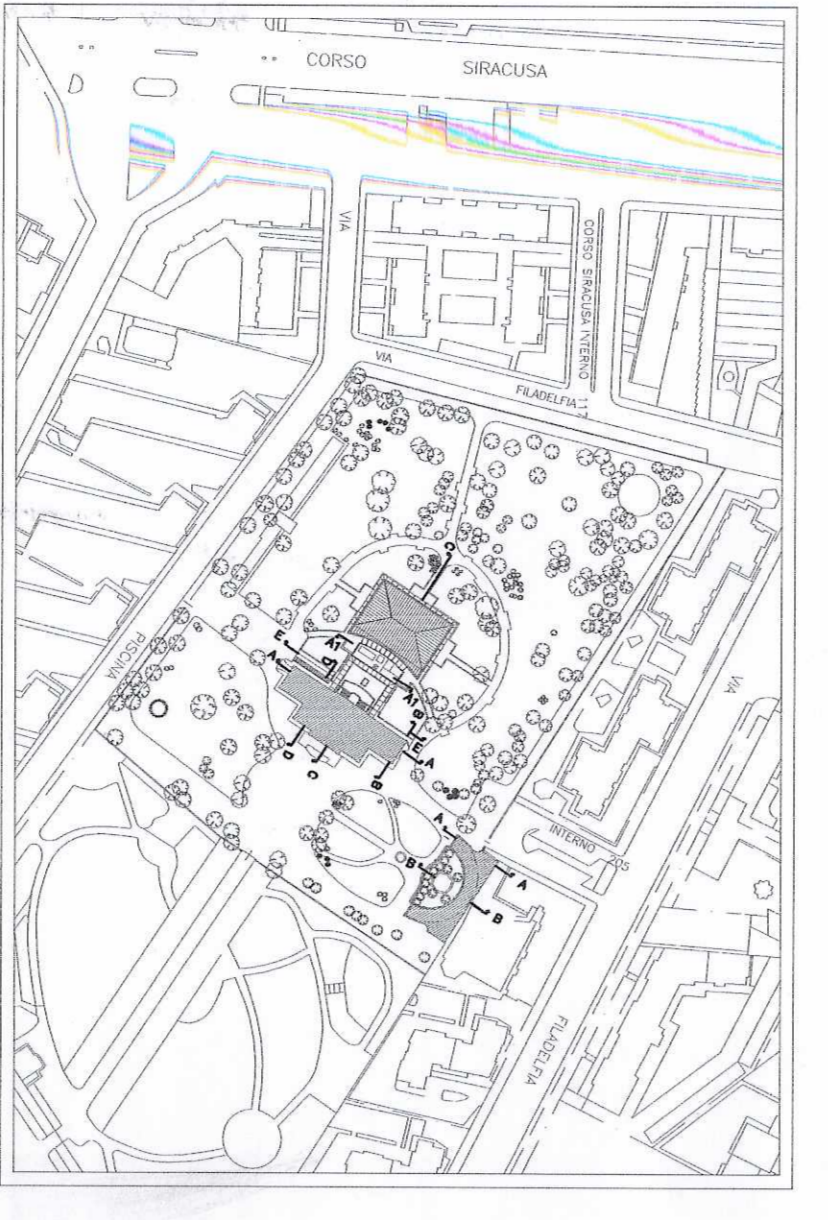 CORSO SIRACUSA
VIA
CORSO SIRACUSA INTERNO 117
VIA FILADELFIA
C
E
A1
D
A
A1
B
E
A
D
C
B
PISCINA
VIA
A
B
INTERNO 205
A
B
FILADELFIA